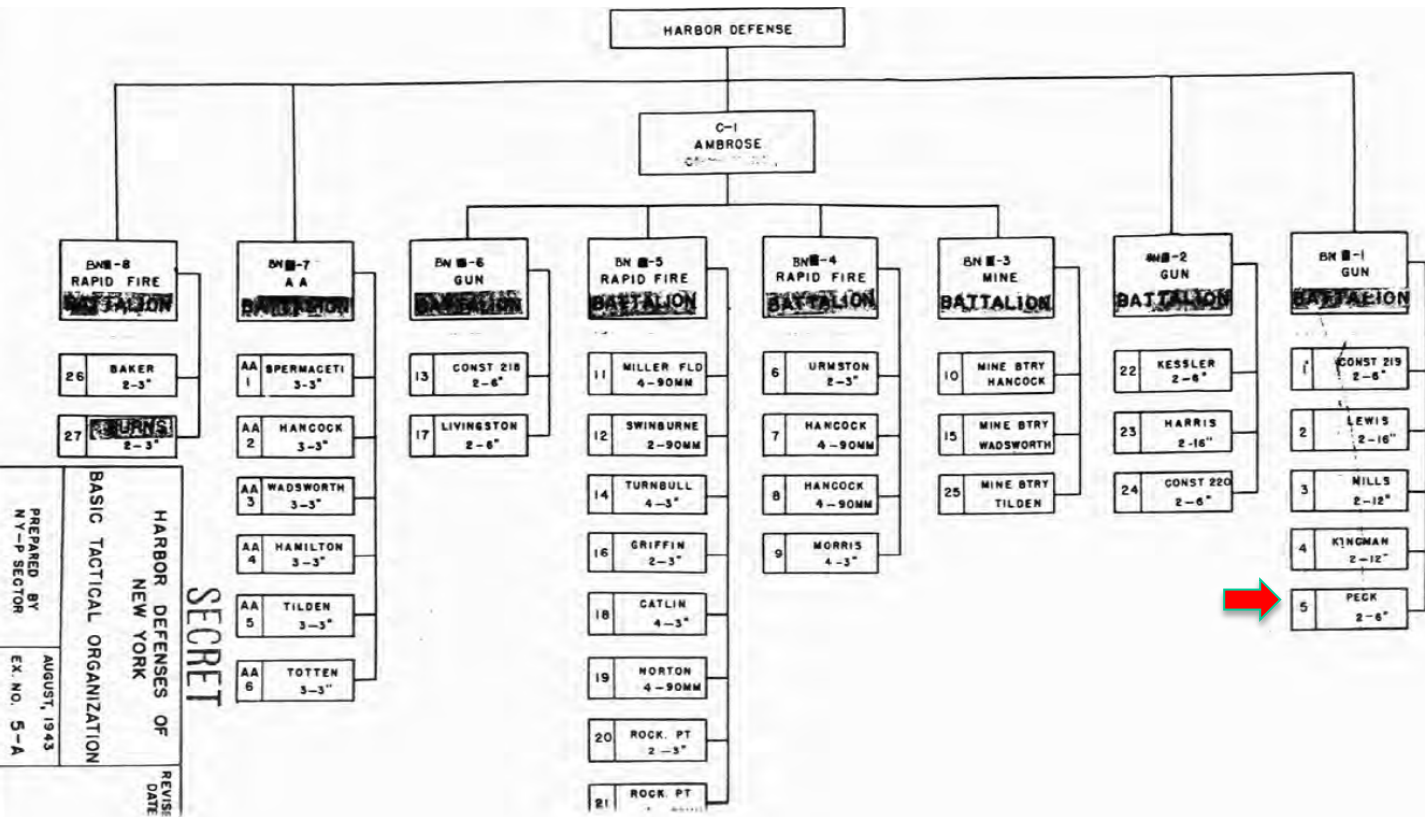 HARBOR DEFENSE
C-1
AMBROSE
BN -8
RAPID FIRE
BATTALION
26
BAKER
2-3"
27
BURNS
2-3"
BN -7
A A
BATTALION
AA
1
SPERMACETI
3-3"
AA
2
HANCOCK
3-3"
AA
3
WADSWORTH
3-3"
AA
4
HAMILTON
3-3"
AA
5
TILDEN
3-3"
AA
6
TOTTEN
3-3"
BN -6
GUN
BATTALION
13
CONST 218
2-6"
17
LIVINGSTON
2-6"
BN -5
RAPID FIRE
BATTALION
11
MILLER FLD
4-90MM
12
SWINBURNE
2-90MM
14
TURNBULL
4-3"
16
GRIFFIN
2-3"
18
CATLIN
4-3"
19
NORTON
4-90MM
20
ROCK. PT
2-3"
21
ROCK. PT
BN -4
RAPID FIRE
BATTALION
6
URMSTON
2-3"
7
HANCOCK
4-90MM
8
HANCOCK
4-90MM
9
MORRIS
4-3"
BN -3
MINE
BATTALION
10
MINE BTRY
HANCOCK
15
MINE BTRY
WADSWORTH
25
MINE BTRY
TILDEN
-2
GUN
BATTALION
22
KESSLER
2-6"
23
HARRIS
2-16"
24
CONST 220
2-6"
BN -1
GUN
BATTALION
1
CONST 219
2-6"
2
LEWIS
2-16"
3
MILLS
2-12"
4
KINGMAN
2-12"
5
PECK
2-6"
SECRET
HARBOR DEFENSES OF
NEW YORK
BASIC TACTICAL ORGANIZATION
PREPARED BY
NY-P SECTOR
AUGUST, 1943
EX. NO. 5-A
DATE